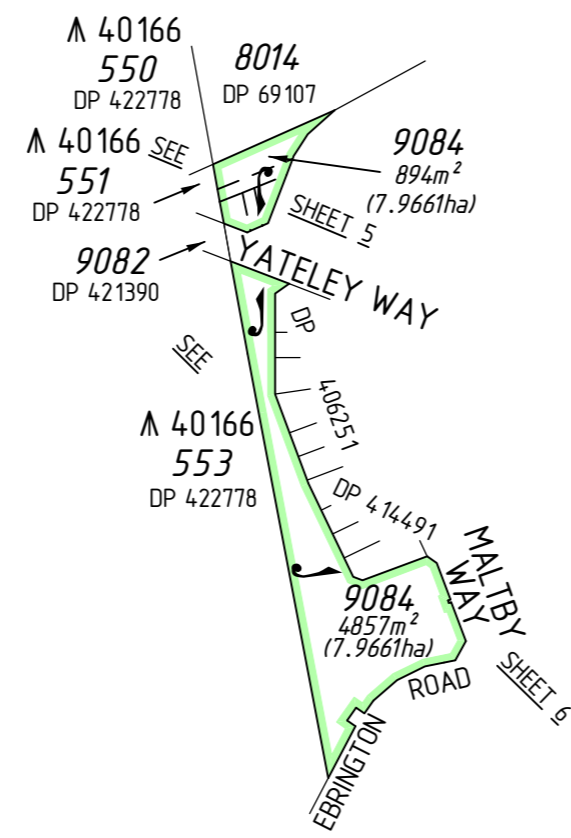 ⩚ 40166
550
DP 422778
8014
DP 69107
⩚ 40166
551
DP 422778
SEE
9084
894m²
(7.9661ha)
SHEET 5
9082
DP 421390
YATELEY WAY
SEE
DP 406251
⩚ 40166
553
DP 422778
DP 414491
MALTBY
WAY
9084
4857m²
(7.9661ha)
SHEET 6
EBRINGTON ROAD